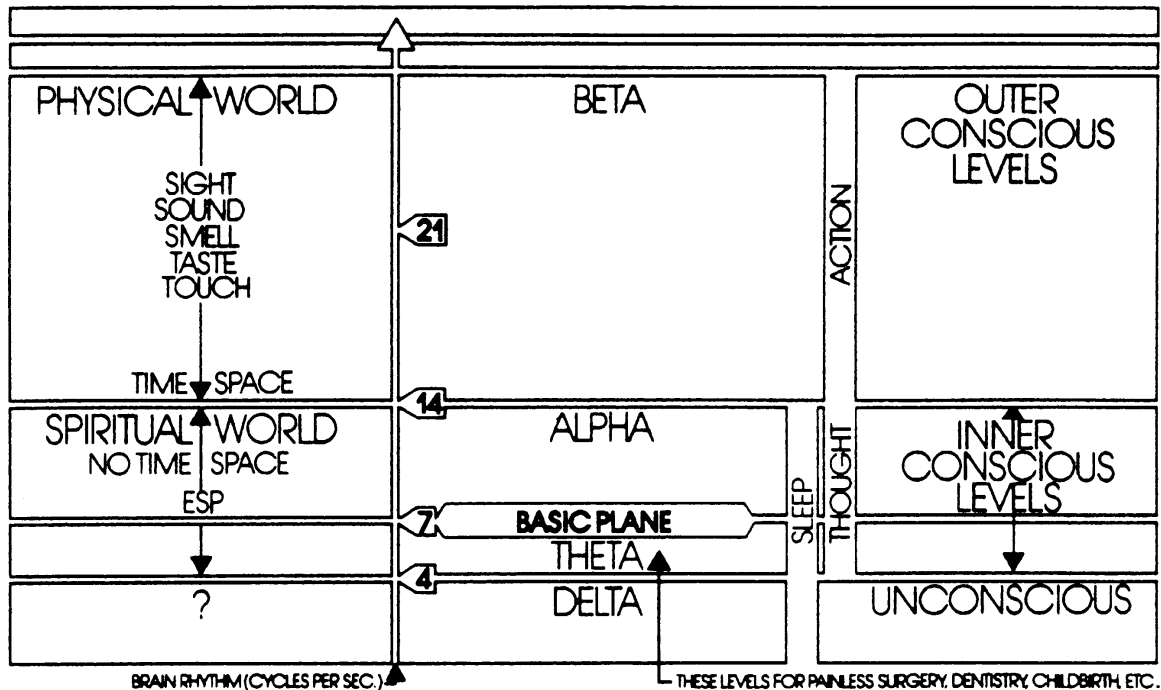 PHYSICAL WORLD
SIGHT
SOUND
SMELL
TASTE
TOUCH
TIME SPACE
BETA
21
ACTION
OUTER
CONSCIOUS
LEVELS
14
SPIRITUAL WORLD
NO TIME SPACE
ESP
ALPHA
SLEEP
THOUGHT
INNER
CONSCIOUS
LEVELS
7
BASIC PLANE
THETA
4
?
DELTA
UNCONSCIOUS
BRAIN RHYTHM (CYCLES PER SEC.)
THESE LEVELS FOR PAINLESS SURGERY, DENTISTRY, CHILDBIRTH, ETC.